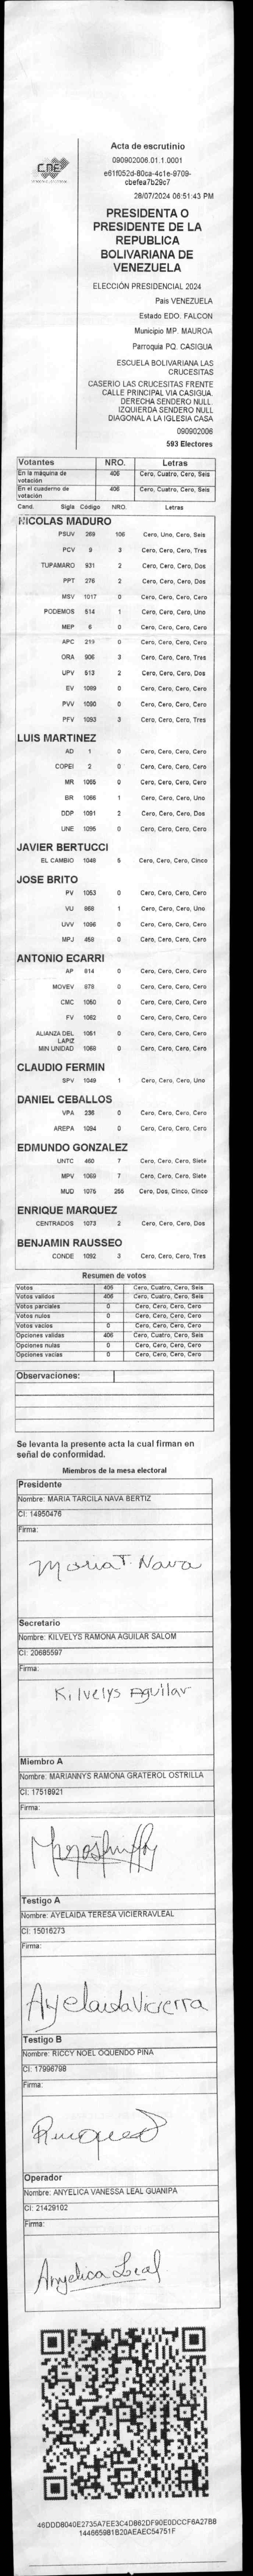 CNE
Acta de escrutinio
090902006.01.1.0001
e61f052d-80ca-4c1e-9709-
cbefea7b29c7
28/07/2024 06:51:43 PM
PRESIDENTA O
PRESIDENTE DE LA
REPUBLICA
BOLIVARIANA DE
VENEZUELA
ELECCIÓN PRESIDENCIAL 2024
Pais VENEZUELA
Estado EDO. FALCON
Municipio MP. MAUROA
Parroquia PQ. CASIGUA
ESCUELA BOLIVARIANA LAS
CRUCESITAS
CASERIO LAS CRUCESITAS FRENTE
CALLE PRINCIPAL VIA CASIGUA.
DERECHA SENDERO NULL.
IZQUIERDA SENDERO NULL
DIAGONAL A LA IGLESIA CASA
090902006
593 Electores
Votantes NRO. Letras
En la máquina de votación 406 Cero, Cuatro, Cero, Seis
En el cuaderno de votación 406 Cero, Cuatro, Cero, Seis
Cand. Sigla Código NRO. Letras
NICOLAS MADURO
PSUV 269 106 Cero, Uno, Cero, Seis
PCV 9 3 Cero, Cero, Cero, Tres
TUPAMARO 931 2 Cero, Cero, Cero, Dos
PPT 276 2 Cero, Cero, Cero, Dos
MSV 1017 0 Cero, Cero, Cero, Cero
PODEMOS 514 1 Cero, Cero, Cero, Uno
MEP 6 0 Cero, Cero, Cero, Cero
APC 219 0 Cero, Cero, Cero, Cero
ORA 906 3 Cero, Cero, Cero, Tres
UPV 513 2 Cero, Cero, Cero, Dos
EV 1089 0 Cero, Cero, Cero, Cero
PVV 1090 0 Cero, Cero, Cero, Cero
PFV 1093 3 Cero, Cero, Cero, Tres
LUIS MARTINEZ
AD 1 0 Cero, Cero, Cero, Cero
COPEI 2 0 Cero, Cero, Cero, Cero
MR 1065 0 Cero, Cero, Cero, Cero
BR 1066 1 Cero, Cero, Cero, Uno
DDP 1091 2 Cero, Cero, Cero, Dos
UNE 1095 0 Cero, Cero, Cero, Cero
JAVIER BERTUCCI
EL CAMBIO 1048 5 Cero, Cero, Cero, Cinco
JOSE BRITO
PV 1053 0 Cero, Cero, Cero, Cero
VU 868 1 Cero, Cero, Cero, Uno
UVV 1096 0 Cero, Cero, Cero, Cero
MPJ 459 0 Cero, Cero, Cero, Cero
ANTONIO ECARRI
AP 814 0 Cero, Cero, Cero, Cero
MOVEV 878 0 Cero, Cero, Cero, Cero
CMC 1050 0 Cero, Cero, Cero, Cero
FV 1062 0 Cero, Cero, Cero, Cero
ALIANZA DEL LAPIZ 1051 0 Cero, Cero, Cero, Cero
MIN UNIDAD 1068 0 Cero, Cero, Cero, Cero
CLAUDIO FERMIN
SPV 1049 1 Cero, Cero, Cero, Uno
DANIEL CEBALLOS
VPA 236 0 Cero, Cero, Cero, Cero
AREPA 1094 0 Cero, Cero, Cero, Cero
EDMUNDO GONZALEZ
UNTC 460 7 Cero, Cero, Cero, Siete
MPV 1069 7 Cero, Cero, Cero, Siete
MUD 1075 255 Cero, Dos, Cinco, Cinco
ENRIQUE MARQUEZ
CENTRADOS 1073 2 Cero, Cero, Cero, Dos
BENJAMIN RAUSSEO
CONDE 1092 3 Cero, Cero, Cero, Tres
Resumen de votos
Votos 406 Cero, Cuatro, Cero, Seis
Votos validos 406 Cero, Cuatro, Cero, Seis
Votos parciales 0 Cero, Cero, Cero, Cero
Votos nulos 0 Cero, Cero, Cero, Cero
Votos vacios 0 Cero, Cero, Cero, Cero
Opciones validas 406 Cero, Cuatro, Cero, Seis
Opciones nulas 0 Cero, Cero, Cero, Cero
Opciones vacias 0 Cero, Cero, Cero, Cero
Observaciones:
Se levanta la presente acta la cual firman en
señal de conformidad.
Miembros de la mesa electoral
Presidente
Nombre: MARIA TARCILA NAVA BERTIZ
CI: 14950476
Firma:
Maria T. Nava
Secretario
Nombre: KILVELYS RAMONA AGUILAR SALOM
CI: 20685597
Firma:
Kilvelys Aguilar
Miembro A
Nombre: MARIANNYS RAMONA GRATEROL OSTRILLA
CI: 17518921
Firma:
Testigo A
Nombre: AYELAIDA TERESA VICIERRAVLEAL
CI: 15016273
Firma:
Ayelaida Vicierra
Testigo B
Nombre: RICCY NOEL OQUENDO PIÑA
CI: 17996798
Firma:
Operador
Nombre: ANYELICA VANESSA LEAL GUANIPA
CI: 21429102
Firma:
Anyelica Leal
46DDD8040E2735A7EE3C4D862DF90E0DCCF6A27B8
144665981B20AEAEC54751F